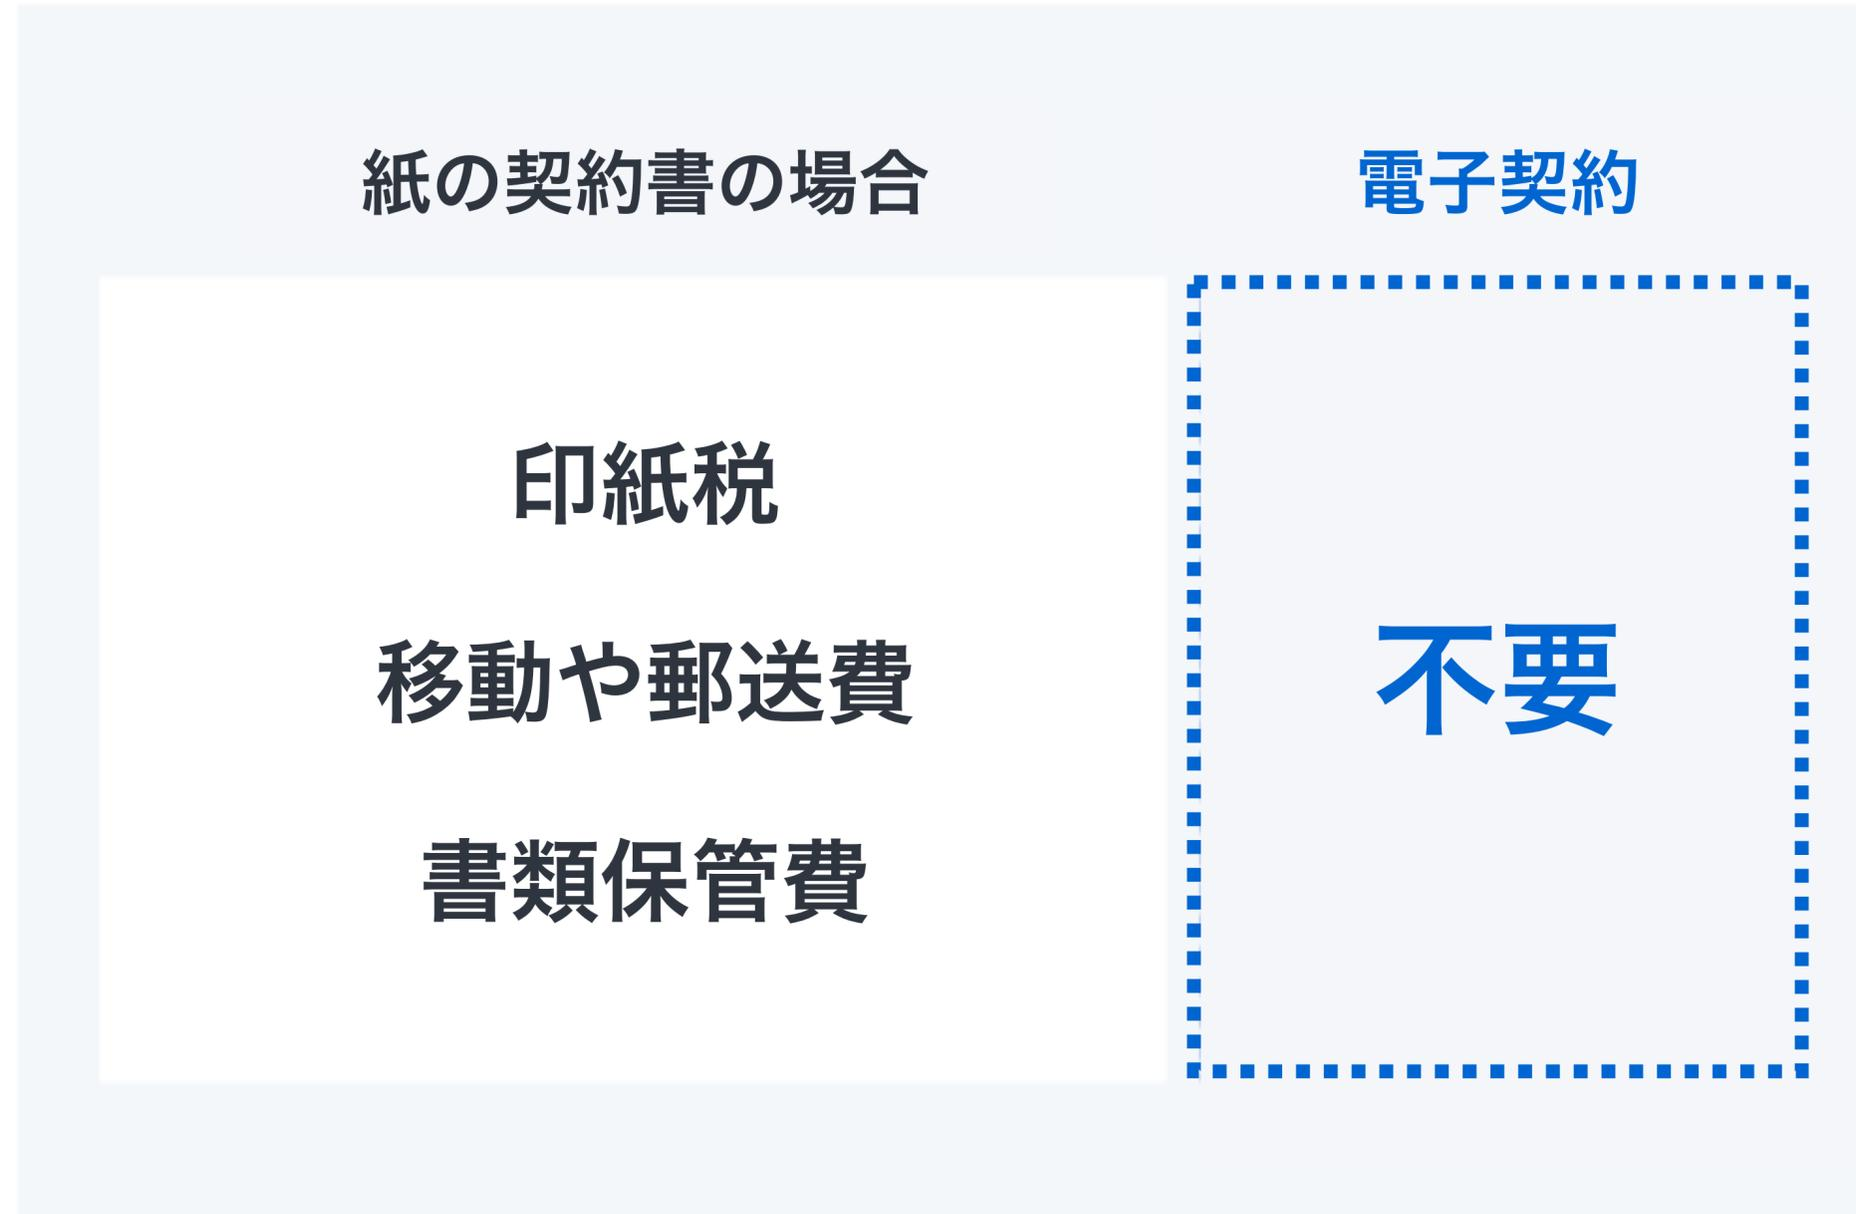 紙の契約書の場合
電子契約
印紙税
移動や郵送費
書類保管費
不要